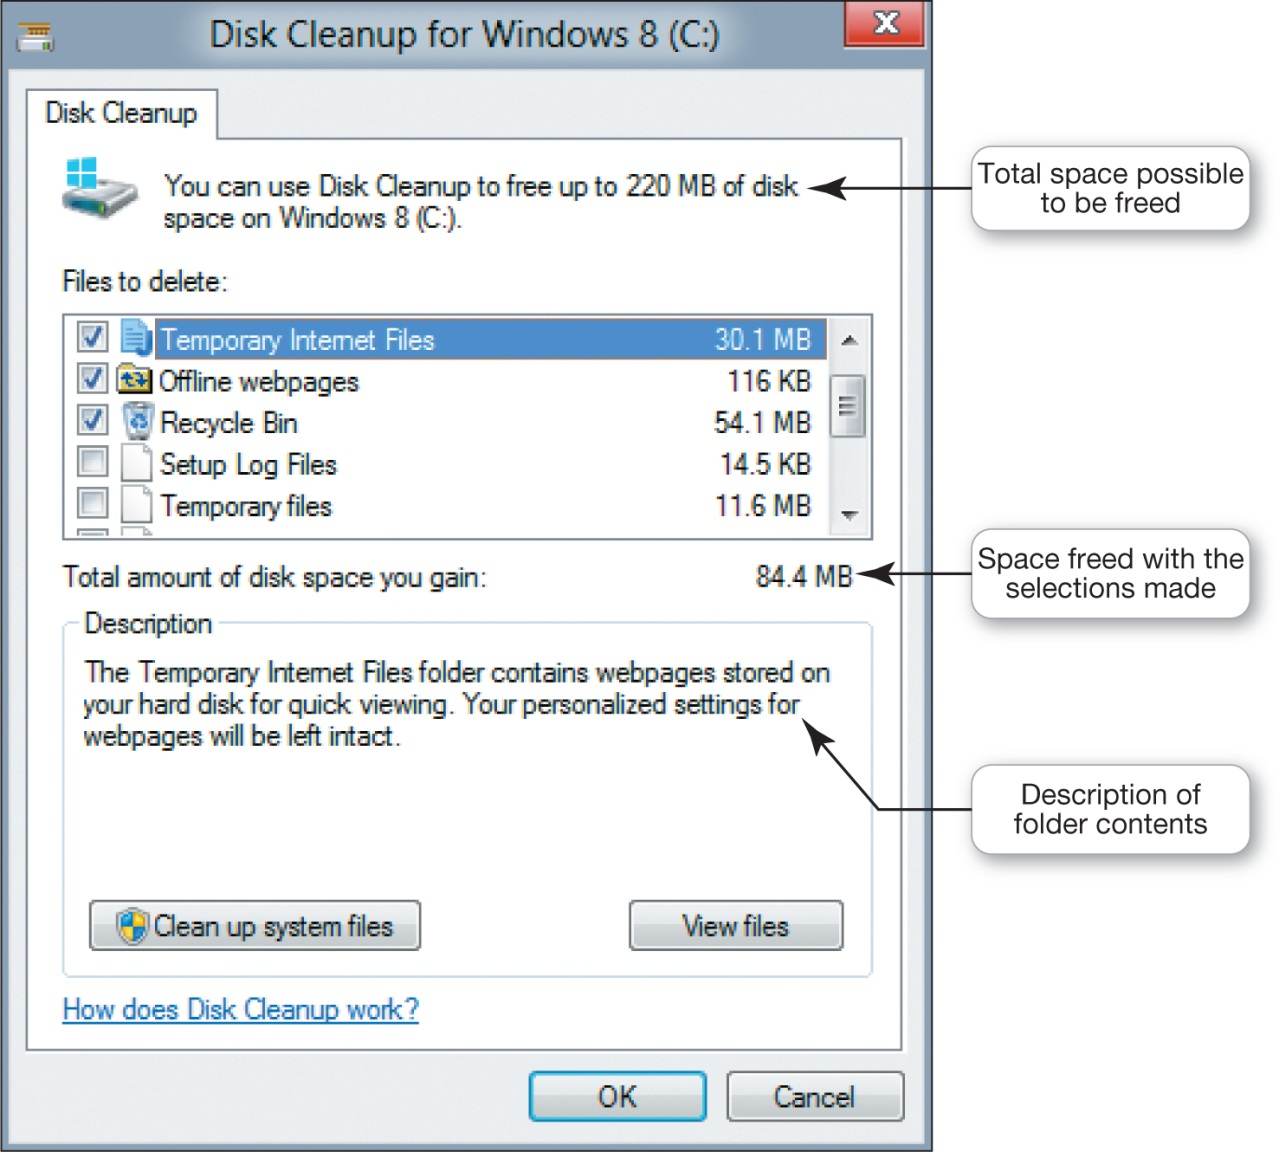 Disk Cleanup for Windows 8 (C:)
Disk Cleanup
You can use Disk Cleanup to free up to 220 MB of disk
space on Windows 8 (C:).
Total space possible
to be freed
Files to delete:
Temporary Internet Files 30.1 MB
Offline webpages 116 KB
Recycle Bin 54.1 MB
Setup Log Files 14.5 KB
Temporary files 11.6 MB
Total amount of disk space you gain: 84.4 MB
Space freed with the
selections made
Description
The Temporary Internet Files folder contains webpages stored on
your hard disk for quick viewing. Your personalized settings for
webpages will be left intact.
Description of
folder contents
Clean up system files
View files
How does Disk Cleanup work?
OK
Cancel